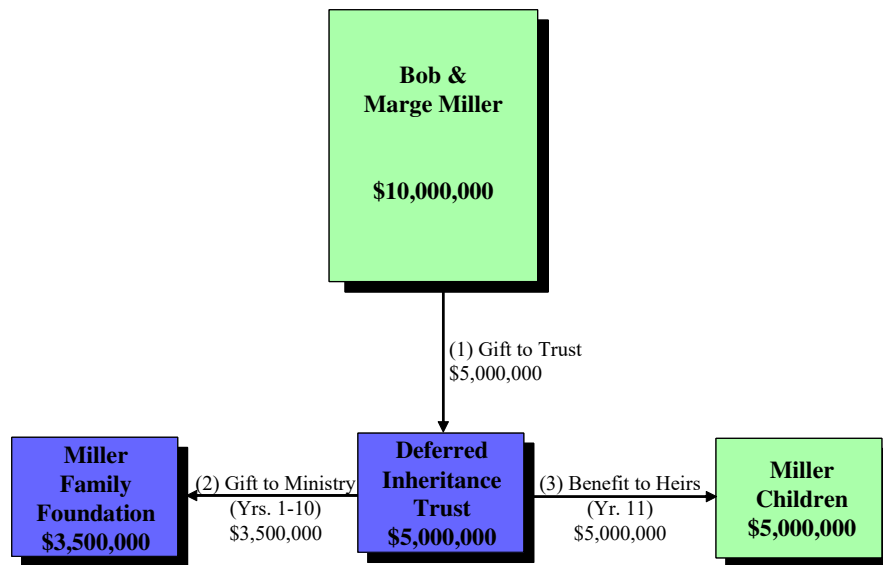 Bob &
Marge Miller
$10,000,000
(1) Gift to Trust
$5,000,000
Miller
Family
Foundation
$3,500,000
(2) Gift to Ministry
(Yrs. 1-10)
$3,500,000
Deferred
Inheritance
Trust
$5,000,000
(3) Benefit to Heirs
(Yr. 11)
$5,000,000
Miller
Children
$5,000,000